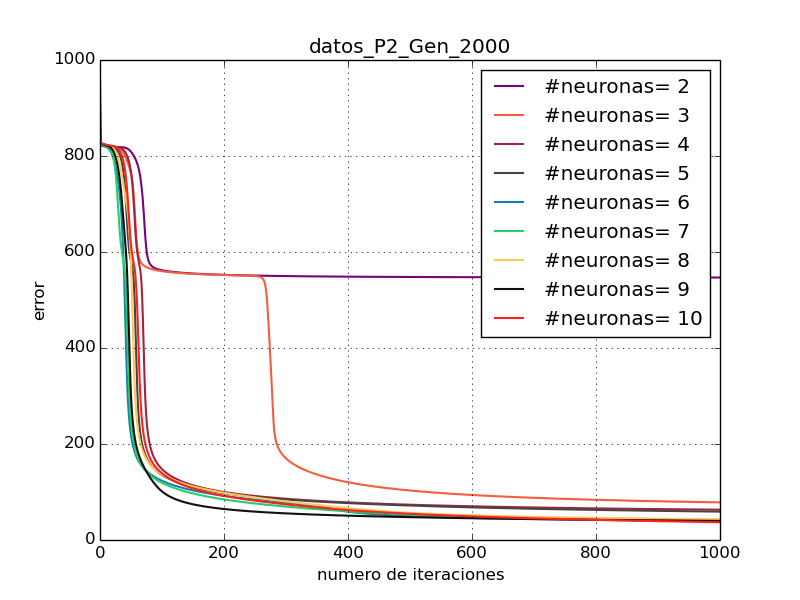 datos_P2_Gen_2000
1000
800
600
400
200
0
error
0 200 400 600 800 1000
numero de iteraciones
#neuronas= 2
#neuronas= 3
#neuronas= 4
#neuronas= 5
#neuronas= 6
#neuronas= 7
#neuronas= 8
#neuronas= 9
#neuronas= 10